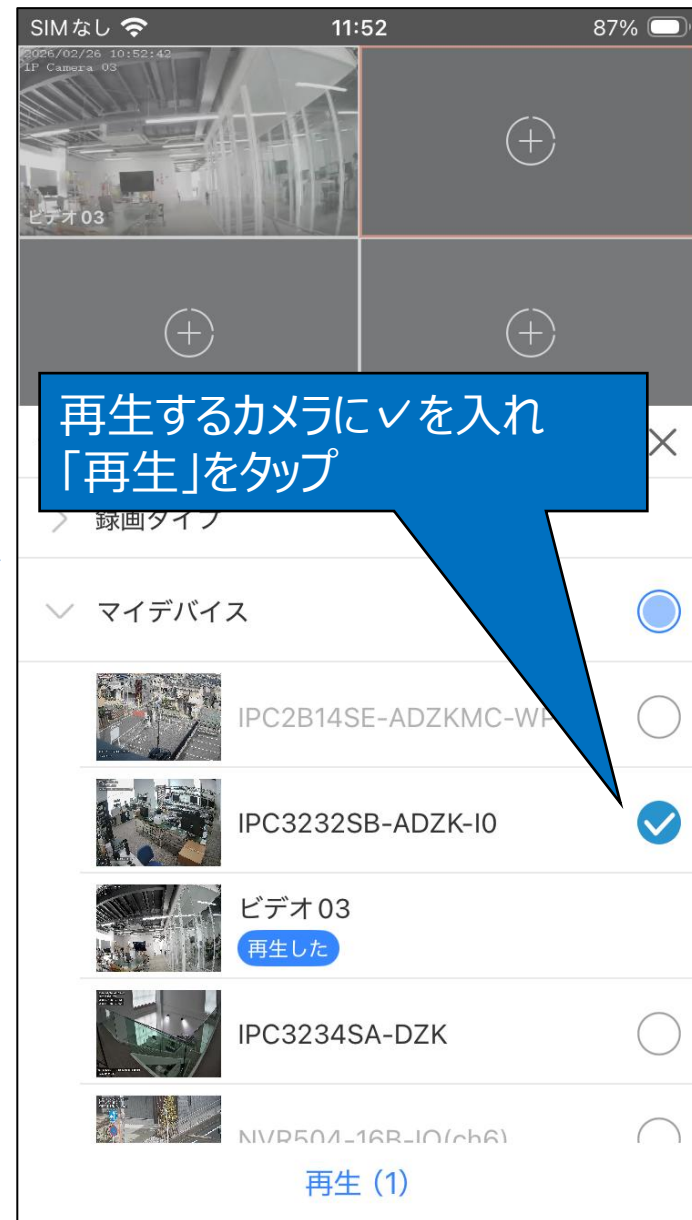 SIMなし 11:52 87%
2026/02/26 10:52:42
IP Camera 03
ビデオ03
再生するカメラに✓を入れ
「再生」をタップ
録画タイプ
マイデバイス
IPC2B14SE-ADZKMC-WP
IPC3232SB-ADZK-I0
ビデオ03
再生した
IPC3234SA-DZK
NVR504-16B-IQ(ch6)
再生 (1)